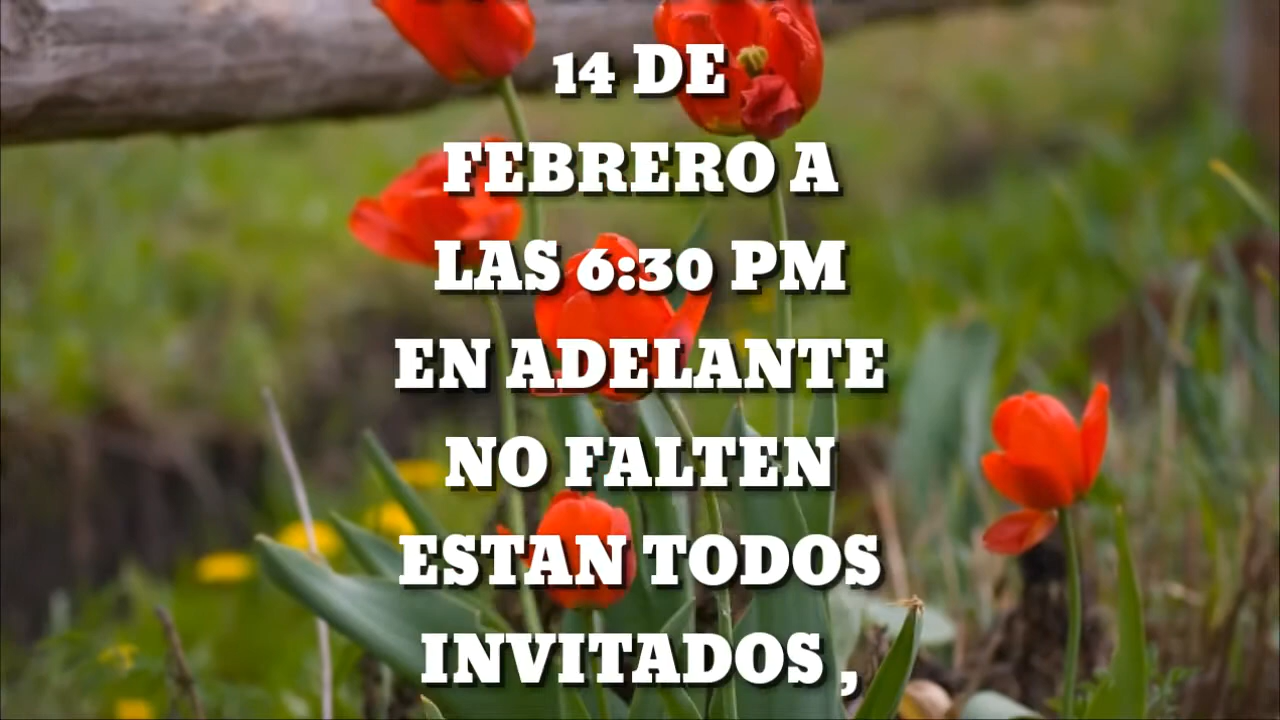 14 DE
FEBRERO A
LAS 6:30 PM
EN ADELANTE
NO FALTEN
ESTAN TODOS
INVITADOS ,